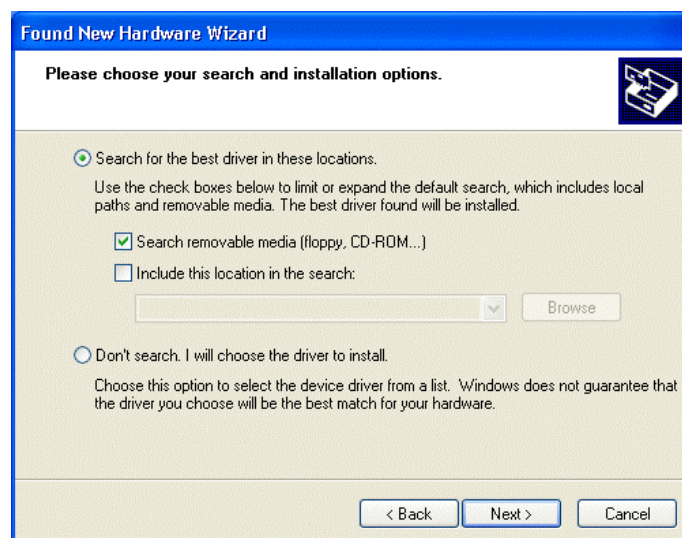 Found New Hardware Wizard
Please choose your search and installation options.
Search for the best driver in these locations.
Use the check boxes below to limit or expand the default search, which includes local
paths and removable media. The best driver found will be installed.
Search removable media (floppy, CD-ROM...)
Include this location in the search:
Browse
Don't search. I will choose the driver to install.
Choose this option to select the device driver from a list. Windows does not guarantee that
the driver you choose will be the best match for your hardware.
< Back Next > Cancel